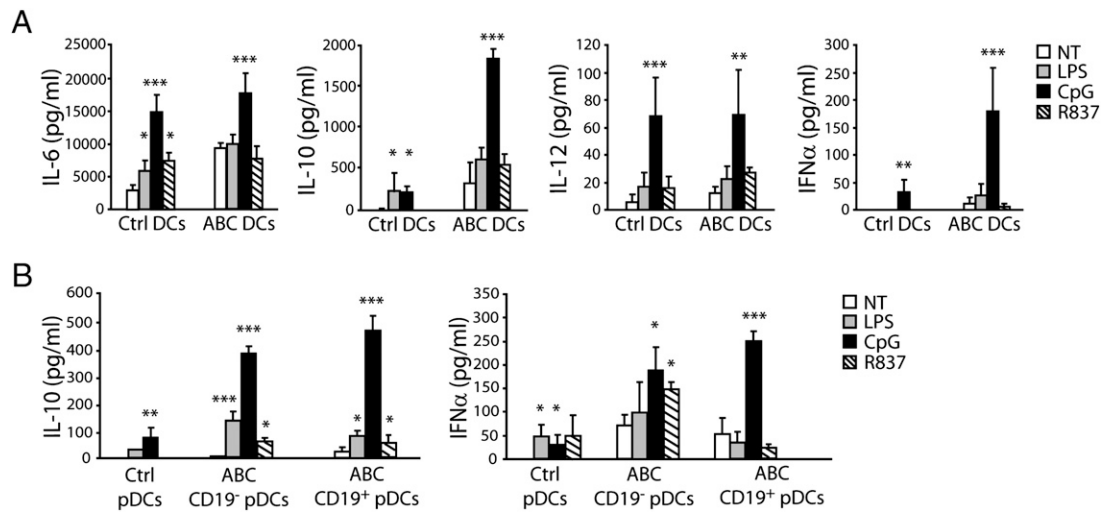 A
IL-6 (pg/ml)
25000
20000
15000
10000
5000
0
* *** * ***
Ctrl DCs ABC DCs
IL-10 (pg/ml)
2000
1500
1000
500
0
* * ***
Ctrl DCs ABC DCs
IL-12 (pg/ml)
120
100
80
60
40
20
0
*** **
Ctrl DCs ABC DCs
IFNα (pg/ml)
300
250
200
150
100
50
0
** ***
Ctrl DCs ABC DCs
NT
LPS
CpG
R837
B
IL-10 (pg/ml)
600
500
400
300
200
100
0
** *** *** * * *** *
Ctrl
pDCs
ABC
CD19⁻ pDCs
ABC
CD19⁺ pDCs
IFNα (pg/ml)
350
300
250
200
150
100
50
0
* * * * ***
Ctrl
pDCs
ABC
CD19⁻ pDCs
ABC
CD19⁺ pDCs
NT
LPS
CpG
R837